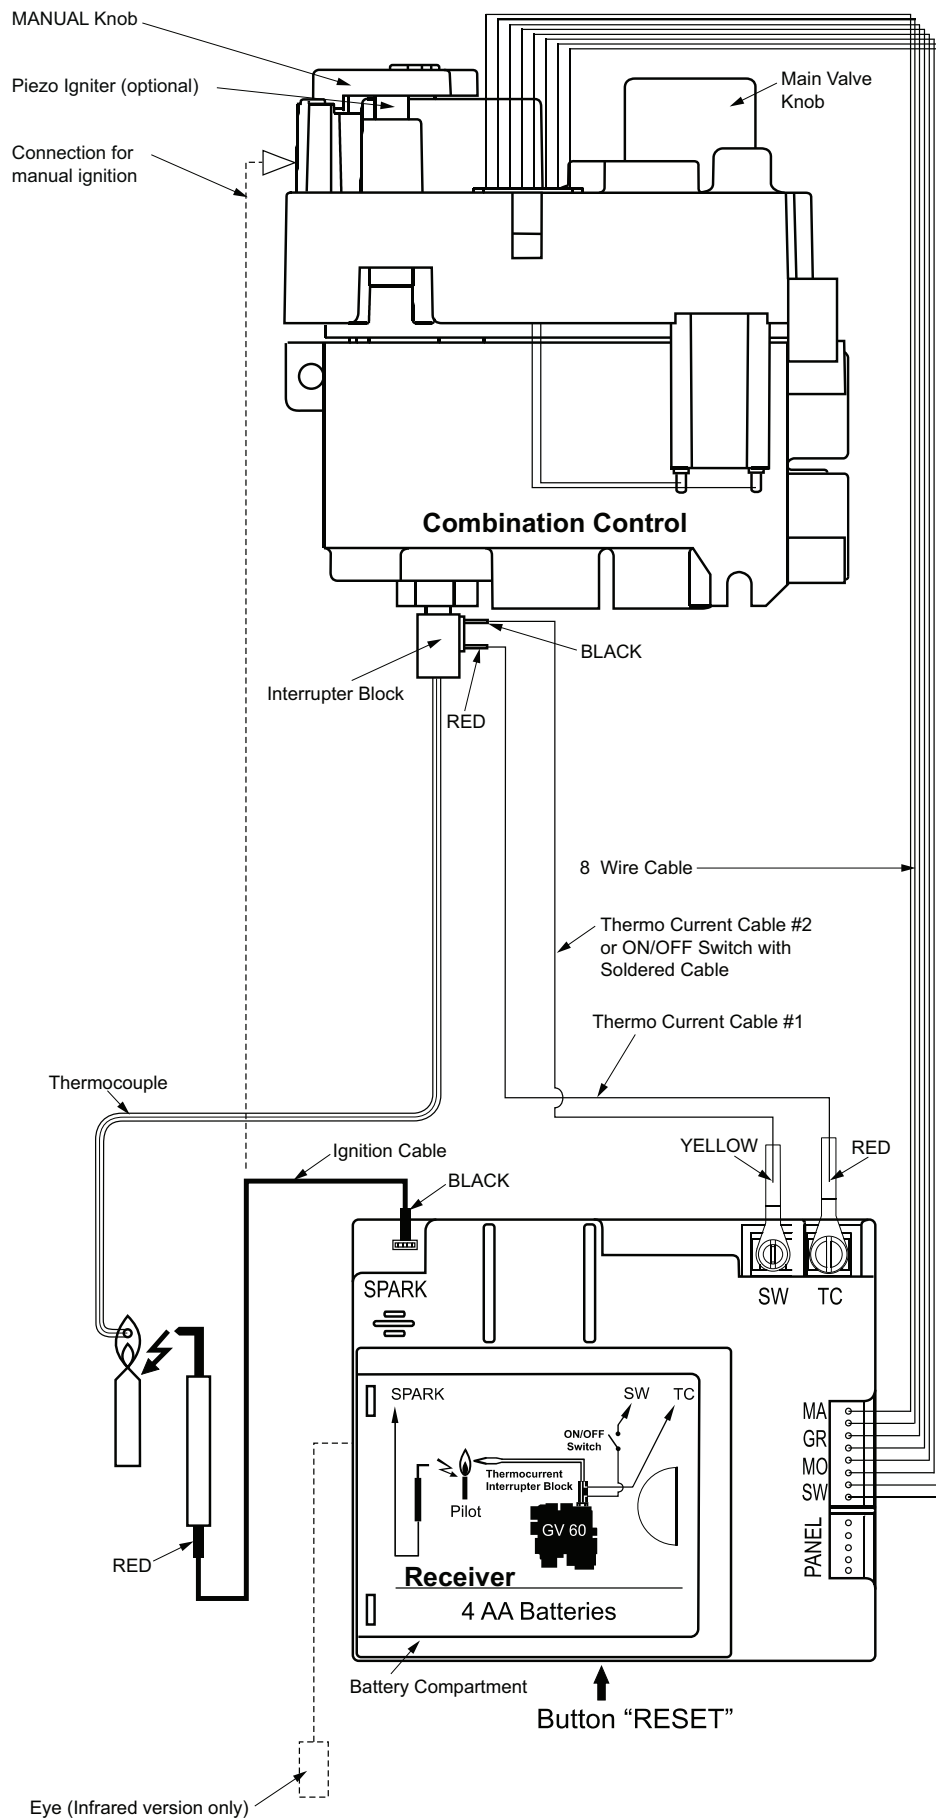 MANUAL Knob
Piezo Igniter (optional)
Main Valve
Knob
Connection for
manual ignition
Combination Control
BLACK
Interrupter Block
RED
8 Wire Cable
Thermo Current Cable #2
or ON/OFF Switch with
Soldered Cable
Thermo Current Cable #1
Thermocouple
YELLOW
RED
Ignition Cable
BLACK
SPARK
SW
TC
SPARK
SW
TC
MA
ON/OFF
Switch
GR
Thermocurrent
Interrupter Block
MO
SW
Pilot
GV 60
PANEL
RED
Receiver
4 AA Batteries
Battery Compartment
Button “RESET”
Eye (Infrared version only)